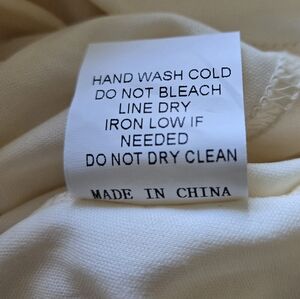 HAND WASH COLD
DO NOT BLEACH
LINE DRY
IRON LOW IF
NEEDED
DO NOT DRY CLEAN
MADE IN CHINA